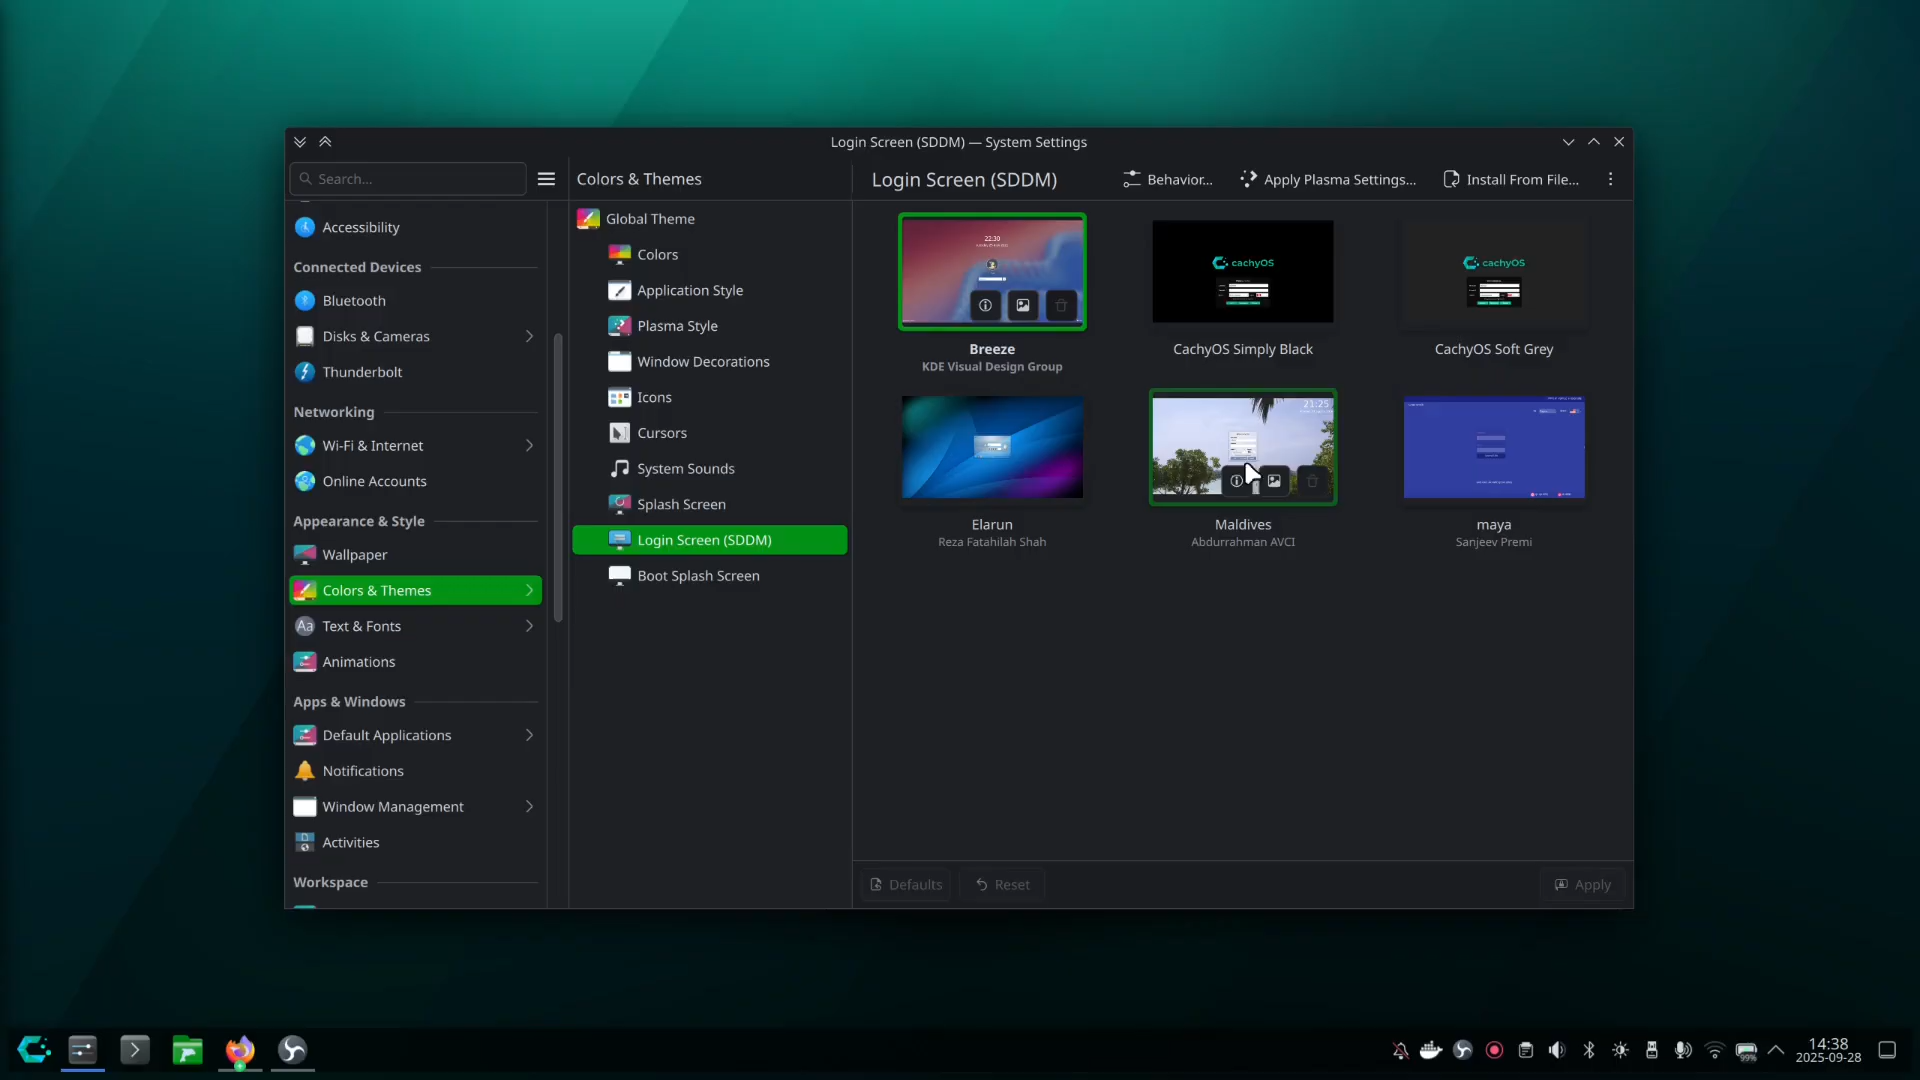 Login Screen (SDDM) — System Settings
Search...
Colors & Themes
Login Screen (SDDM)
Behavior...
Apply Plasma Settings...
Install From File...
Accessibility
Connected Devices
Bluetooth
Disks & Cameras
Thunderbolt
Networking
Wi-Fi & Internet
Online Accounts
Appearance & Style
Wallpaper
Colors & Themes
Text & Fonts
Animations
Apps & Windows
Default Applications
Notifications
Window Management
Activities
Workspace
Global Theme
Colors
Application Style
Plasma Style
Window Decorations
Icons
Cursors
System Sounds
Splash Screen
Login Screen (SDDM)
Boot Splash Screen
22:30
Breeze
KDE Visual Design Group
cachyOS
CachyOS Simply Black
cachyOS
CachyOS Soft Grey
Elarun
Reza Fatahilah Shah
21:25
Maldives
Abdurrahman AVCI
maya
Sanjeev Premi
Defaults
Reset
Apply
99%
14:38
2025-09-28